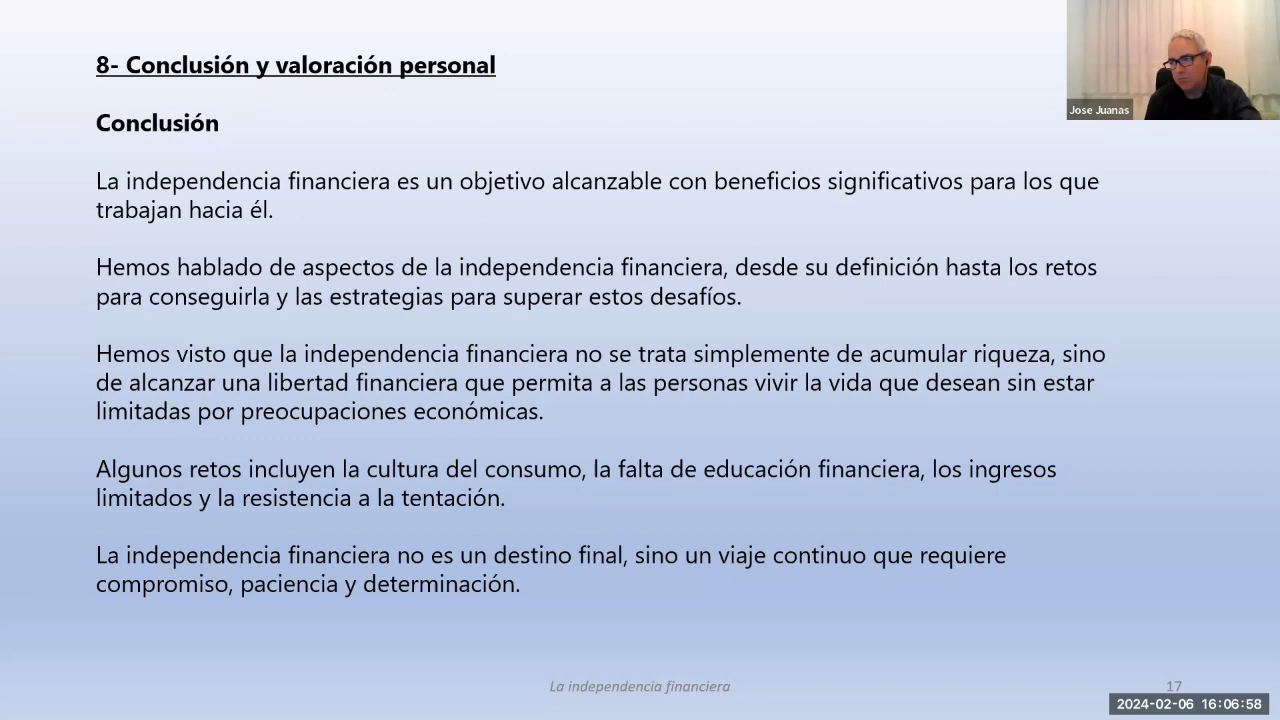 8- Conclusión y valoración personal
Jose Juanas
Conclusión
La independencia financiera es un objetivo alcanzable con beneficios significativos para los que
trabajan hacia él.
Hemos hablado de aspectos de la independencia financiera, desde su definición hasta los retos
para conseguirla y las estrategias para superar estos desafíos.
Hemos visto que la independencia financiera no se trata simplemente de acumular riqueza, sino
de alcanzar una libertad financiera que permita a las personas vivir la vida que desean sin estar
limitadas por preocupaciones económicas.
Algunos retos incluyen la cultura del consumo, la falta de educación financiera, los ingresos
limitados y la resistencia a la tentación.
La independencia financiera no es un destino final, sino un viaje continuo que requiere
compromiso, paciencia y determinación.
La independencia financiera
17
2024-02-06 16:06:58